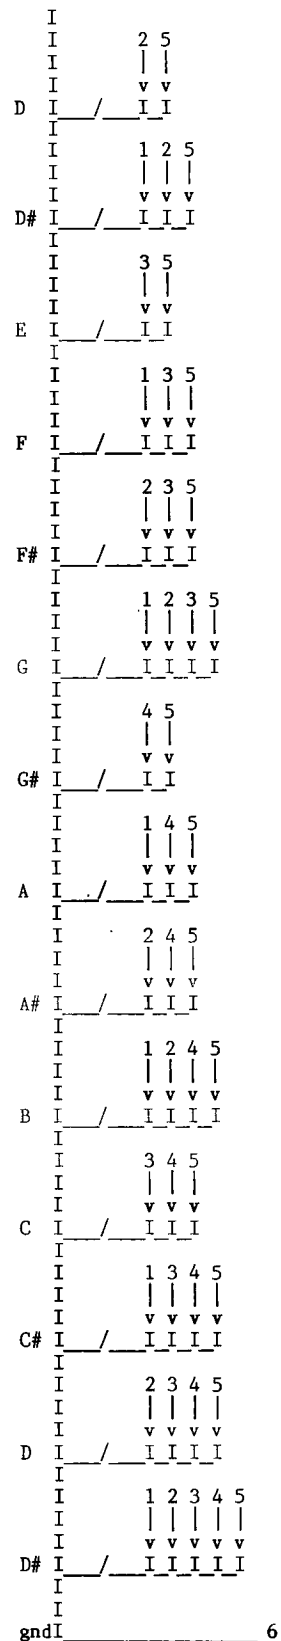 I
I 2 5
I | |
I v v
D I___/___I_I
I
I 1 2 5
I | | |
I v v v
D# I___/___I_I_I
I
I 3 5
I | |
I v v
E I___/___I_I
I
I 1 3 5
I | | |
I v v v
F I___/___I_I_I
I
I 2 3 5
I | | |
I v v v
F# I___/___I_I_I
I
I 1 2 3 5
I | | | |
I v v v v
G I___/___I_I_I_I
I
I 4 5
I | |
I v v
G# I___/___I_I
I
I 1 4 5
I | | |
I v v v
A I___/___I_I_I
I
I 2 4 5
I | | |
I v v v
A# I___/___I_I_I
I
I 1 2 4 5
I | | | |
I v v v v
B I___/___I_I_I_I
I
I 3 4 5
I | | |
I v v v
C I___/___I_I_I
I
I 1 3 4 5
I | | | |
I v v v v
C# I___/___I_I_I_I
I
I 2 3 4 5
I | | | |
I v v v v
D I___/___I_I_I_I
I
I 1 2 3 4 5
I | | | | |
I v v v v v
D# I___/___I_I_I_I_I
I
I
gndI________________ 6